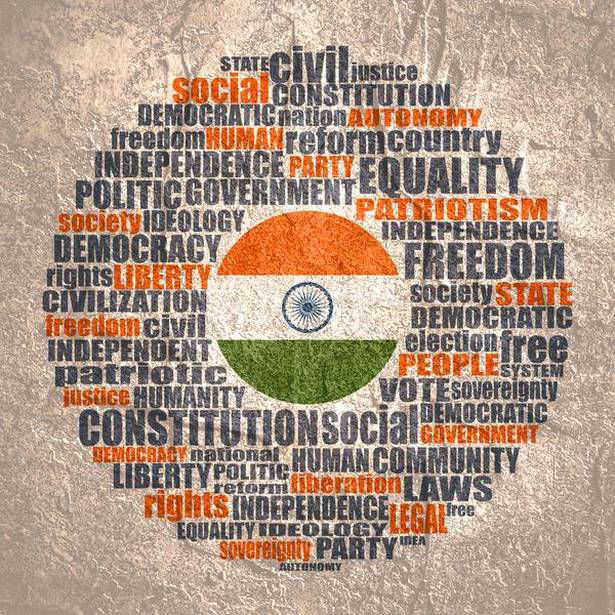 STATE civil justice
social CONSTITUTION
DEMOCRATIC nation AUTONOMY
freedom HUMAN reform country
INDEPENDENCE PARTY EQUALITY
POLITIC GOVERNMENT PATRIOTISM
society IDEOLOGY INDEPENDENCE
DEMOCRACY FREEDOM
rights LIBERTY society STATE
CIVILIZATION DEMOCRATIC
freedom civil election free
INDEPENDENT PEOPLE SYSTEM
patriotic VOTE sovereignty
justice HUMANITY DEMOCRATIC
CONSTITUTION social GOVERNMENT
DEMOCRACY national HUMAN COMMUNITY
LIBERTY POLITIC liberation LAWS
reform
rights INDEPENDENCE LEGAL free
EQUALITY IDEOLOGY IDEA
sovereignty PARTY
AUTONOMY